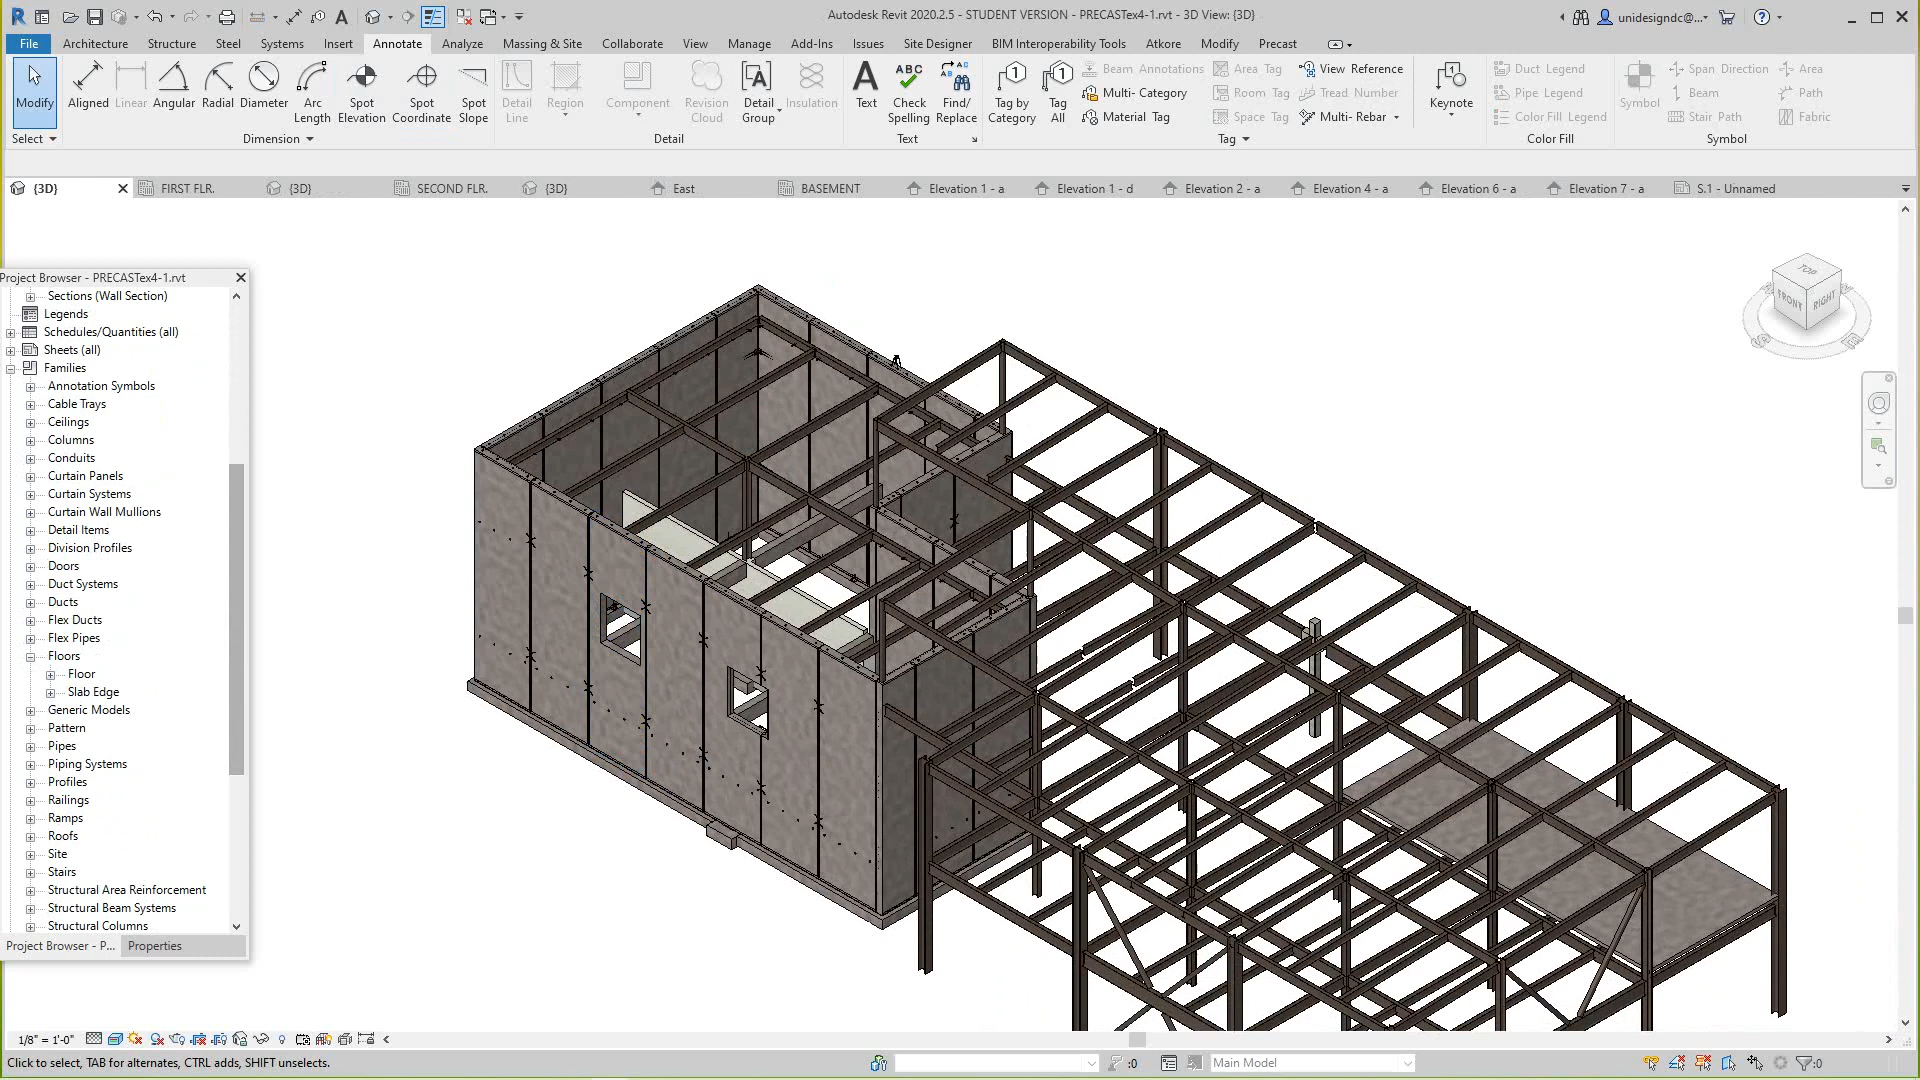 Autodesk Revit 2020.2.5 - STUDENT VERSION - PRECASTex4-1.rvt - 3D View: {3D}
unidesigndc@...
File Architecture Structure Steel Systems Insert Annotate Analyze Massing & Site Collaborate View Manage Add-Ins Issues Site Designer BIM Interoperability Tools Atkore Modify Precast
Modify Aligned Linear Angular Radial Diameter Arc Length Spot Elevation Spot Coordinate Spot Slope Detail Line Region Component Revision Cloud Detail Group Insulation Text Check Spelling Find/ Replace Tag by Category Tag All
Beam Annotations Area Tag View Reference
Multi- Category Room Tag Tread Number
Material Tag Space Tag Multi- Rebar
Keynote
Duct Legend
Pipe Legend
Color Fill Legend
Symbol
Span Direction Area
Beam Path
Stair Path Fabric
Select Dimension Detail Text Tag Color Fill Symbol
{3D} FIRST FLR. {3D} SECOND FLR. {3D} East BASEMENT Elevation 1 - a Elevation 1 - d Elevation 2 - a Elevation 4 - a Elevation 6 - a Elevation 7 - a S.1 - Unnamed
Project Browser - PRECASTex4-1.rvt
Sections (Wall Section)
Legends
Schedules/Quantities (all)
Sheets (all)
Families
Annotation Symbols
Cable Trays
Ceilings
Columns
Conduits
Curtain Panels
Curtain Systems
Curtain Wall Mullions
Detail Items
Division Profiles
Doors
Duct Systems
Ducts
Flex Ducts
Flex Pipes
Floors
Floor
Slab Edge
Generic Models
Pattern
Pipes
Piping Systems
Profiles
Railings
Ramps
Roofs
Site
Stairs
Structural Area Reinforcement
Structural Beam Systems
Structural Columns
Project Browser - P... Properties
TOP
FRONT RIGHT
1/8" = 1'-0"
Click to select, TAB for alternates, CTRL adds, SHIFT unselects.
:0
Main Model
:0